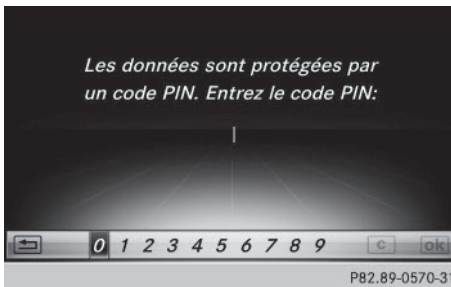 Les données sont protégées par
un code PIN. Entrez le code PIN:
0 1 2 3 4 5 6 7 8 9 c ok
P82.89-0570-31